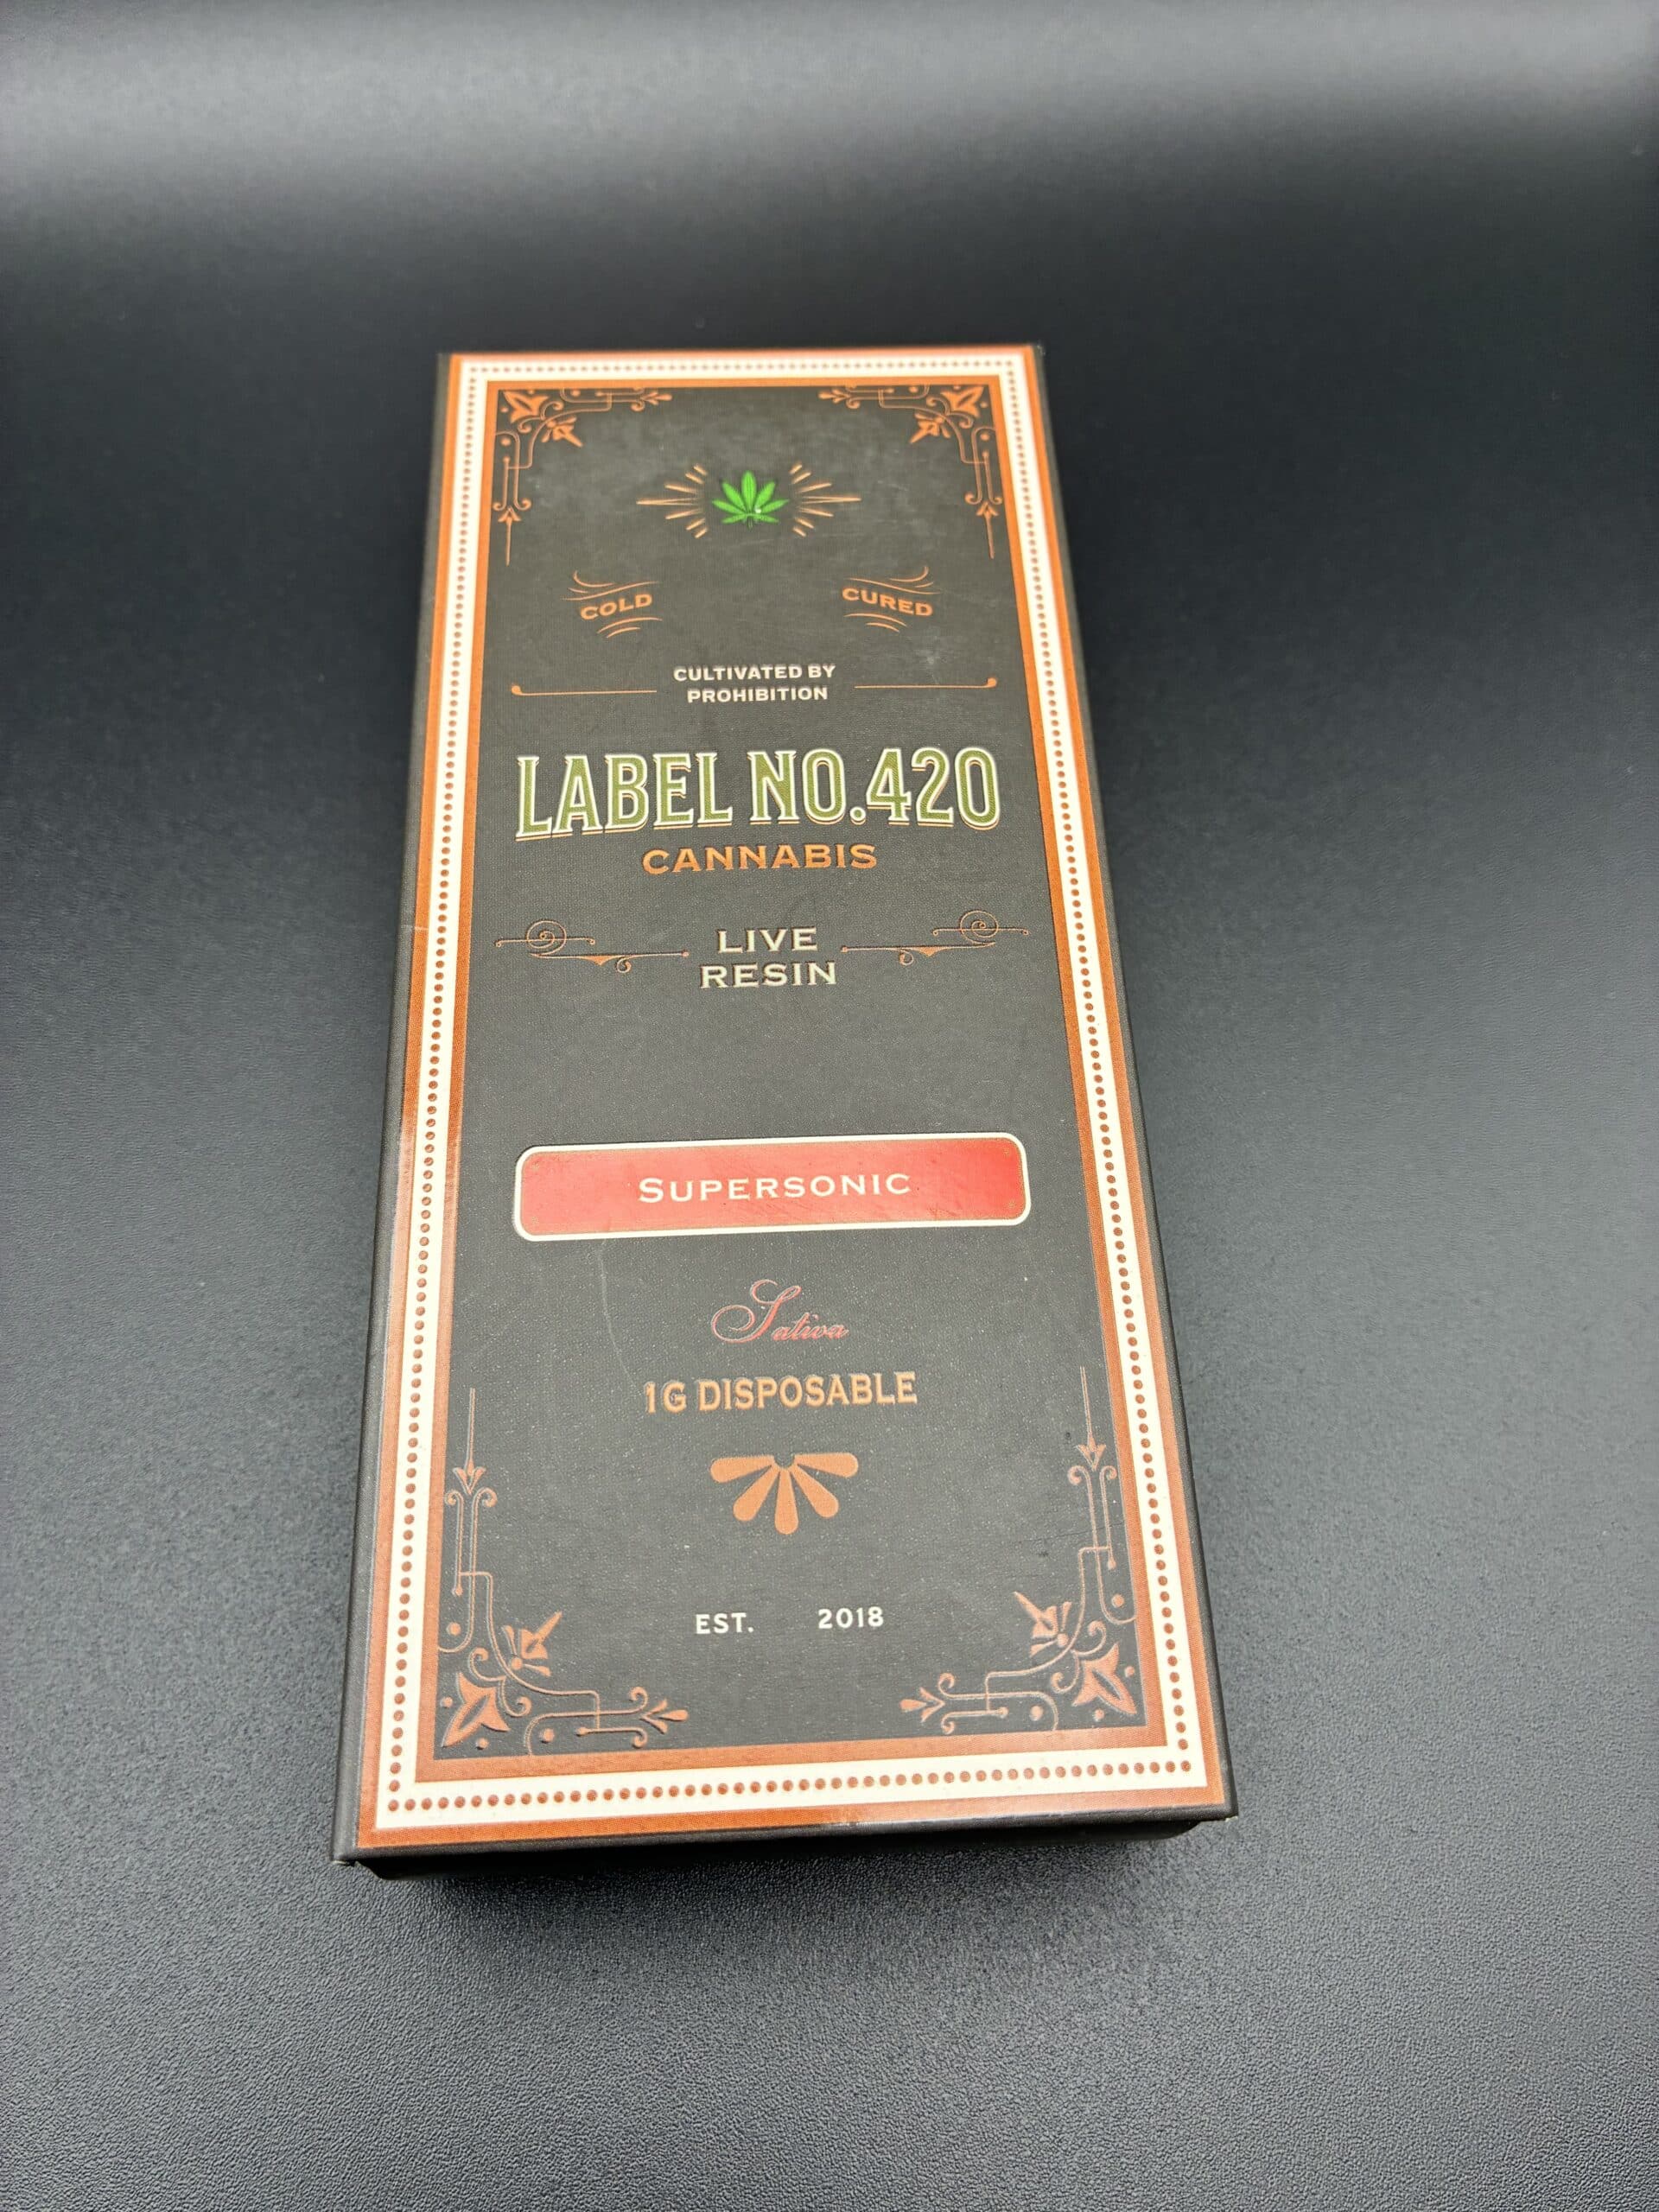 COLD CURED
CULTIVATED BY
PROHIBITION
LABEL NO.420
CANNABIS
LIVE
RESIN
SUPERSONIC
Sativa
1G DISPOSABLE
EST. 2018